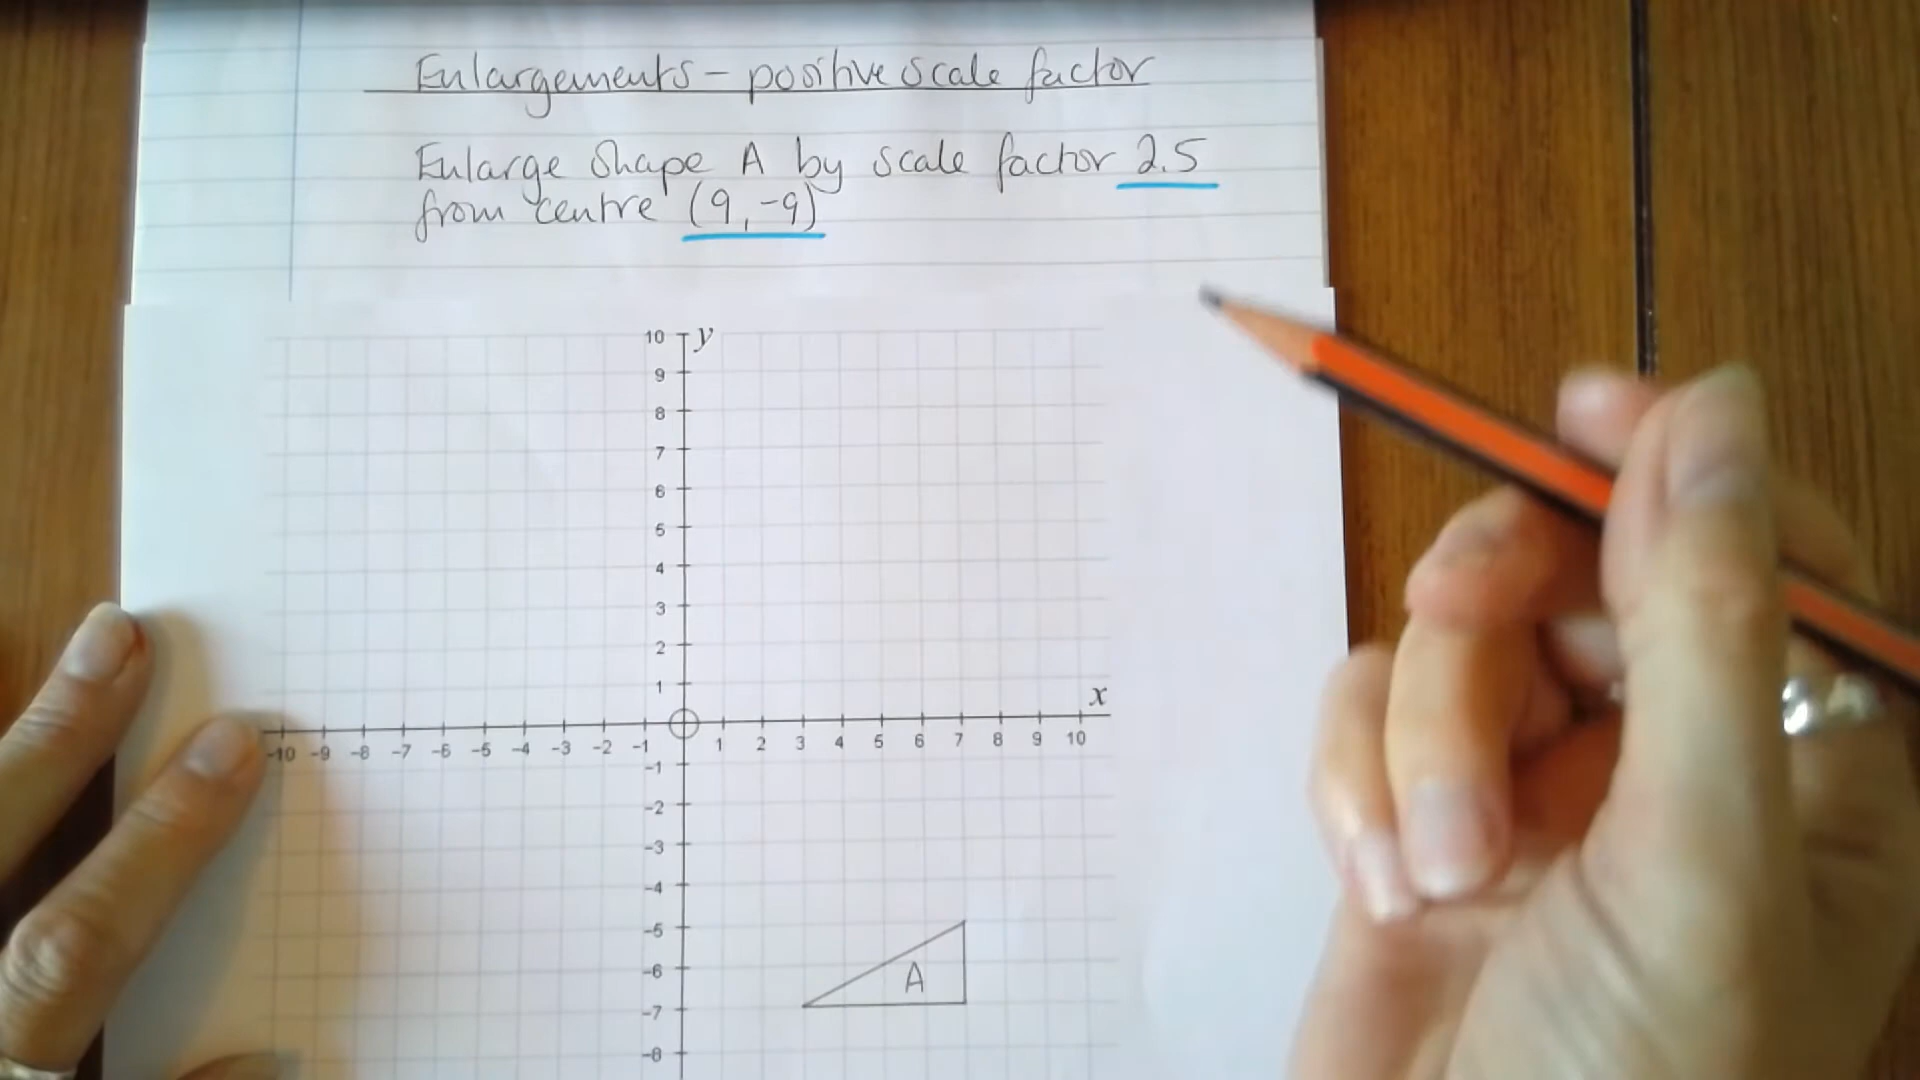 Enlargements – positive scale factor
Enlarge shape A by scale factor 2.5
from centre (9, -9)
10 y
9
8
7
6
5
4
3
2
1
x
-10 -9 -8 -7 -6 -5 -4 -3 -2 -1 1 2 3 4 5 6 7 8 9 10
-1
-2
-3
-4
-5
-6
A
-7
-8